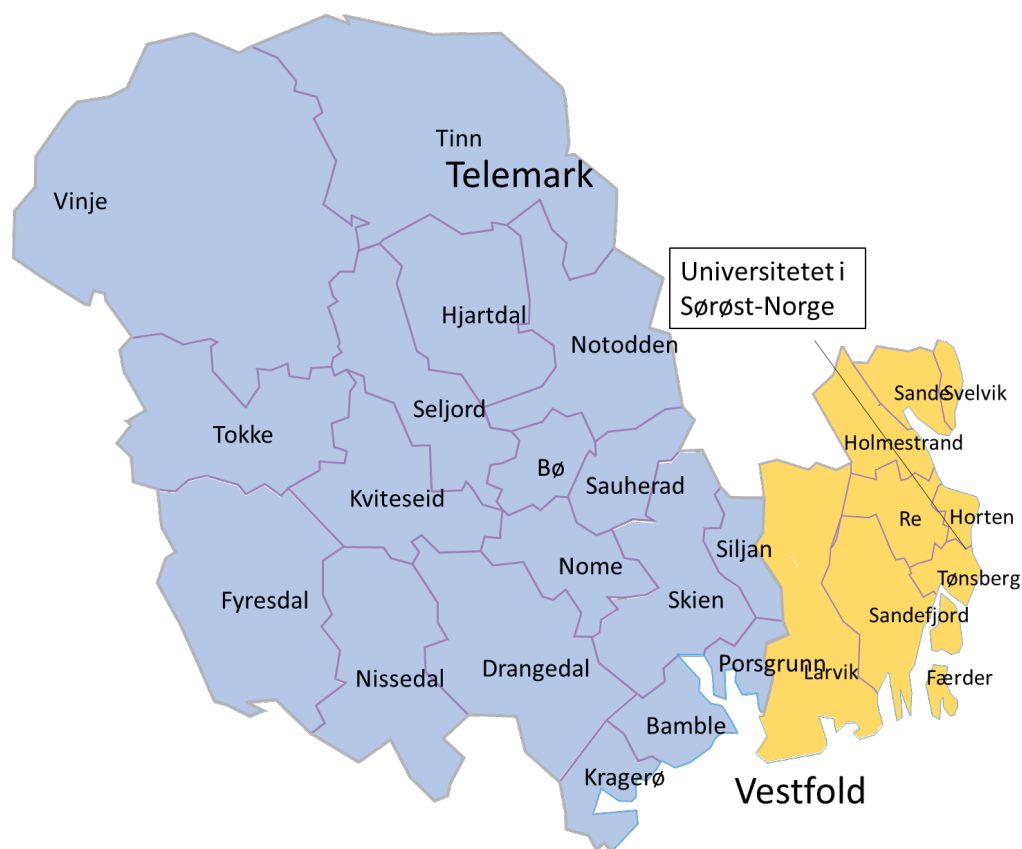 Tinn
Telemark
Vinje
Universitetet i
Sørøst-Norge
Hjartdal
Notodden
Sande
Svelvik
Seljord
Tokke
Holmestrand
Bø
Sauherad
Kviteseid
Re
Horten
Siljan
Nome
Tønsberg
Fyresdal
Skien
Sandefjord
Porsgrunn
Drangedal
Larvik
Nissedal
Færder
Bamble
Kragerø
Vestfold